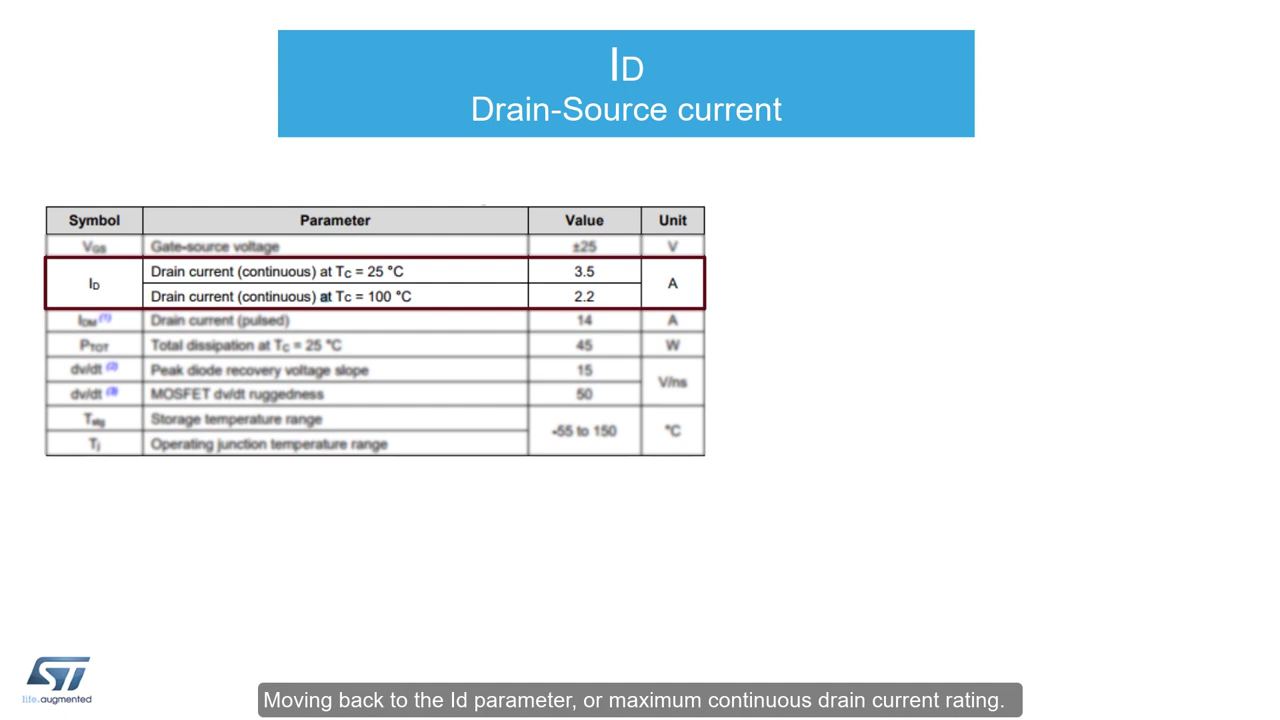 ID
Drain-Source current
Symbol Parameter Value Unit
VGS Gate-source voltage ±25 V
ID Drain current (continuous) at TC = 25 °C 3.5 A
Drain current (continuous) at TC = 100 °C 2.2
IDM (1) Drain current (pulsed) 14 A
PTOT Total dissipation at TC = 25 °C 45 W
dv/dt (2) Peak diode recovery voltage slope 15 V/ns
dv/dt (3) MOSFET dv/dt ruggedness 50
Tstg Storage temperature range -55 to 150 °C
Tj Operating junction temperature range
ST
life.augmented
Moving back to the Id parameter, or maximum continuous drain current rating.